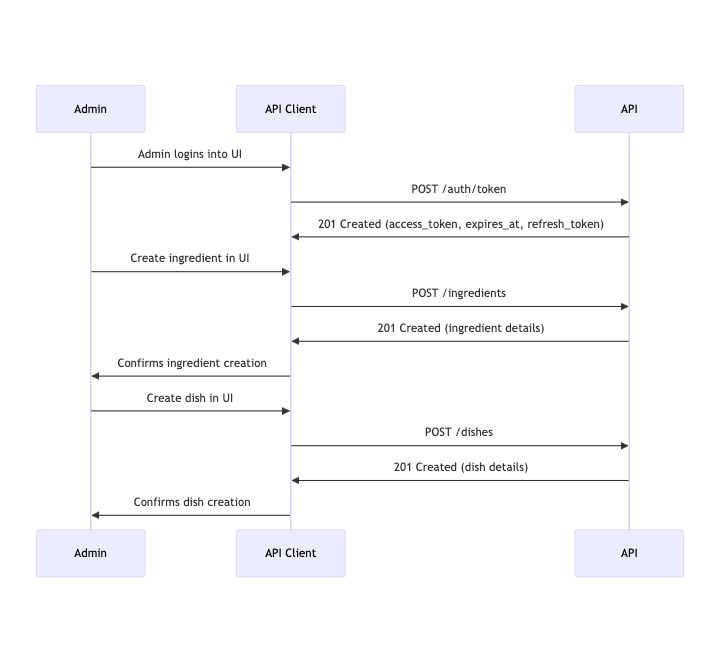 Admin
API Client
API
Admin logins into UI
POST /auth/token
201 Created (access_token, expires_at, refresh_token)
Create ingredient in UI
POST /ingredients
201 Created (ingredient details)
Confirms ingredient creation
Create dish in UI
POST /dishes
201 Created (dish details)
Confirms dish creation
Admin
API Client
API